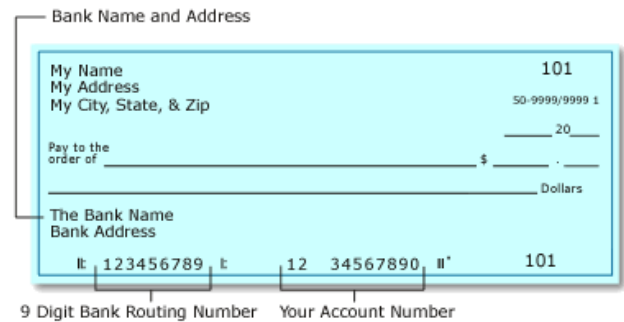 Bank Name and Address
My Name 101
My Address
My City, State, & Zip 50-9999/9999 1
20
Pay to the
order of $ .
Dollars
The Bank Name
Bank Address
⑆ 123456789 ⑆ 12 34567890 ⑈ 101
9 Digit Bank Routing Number Your Account Number